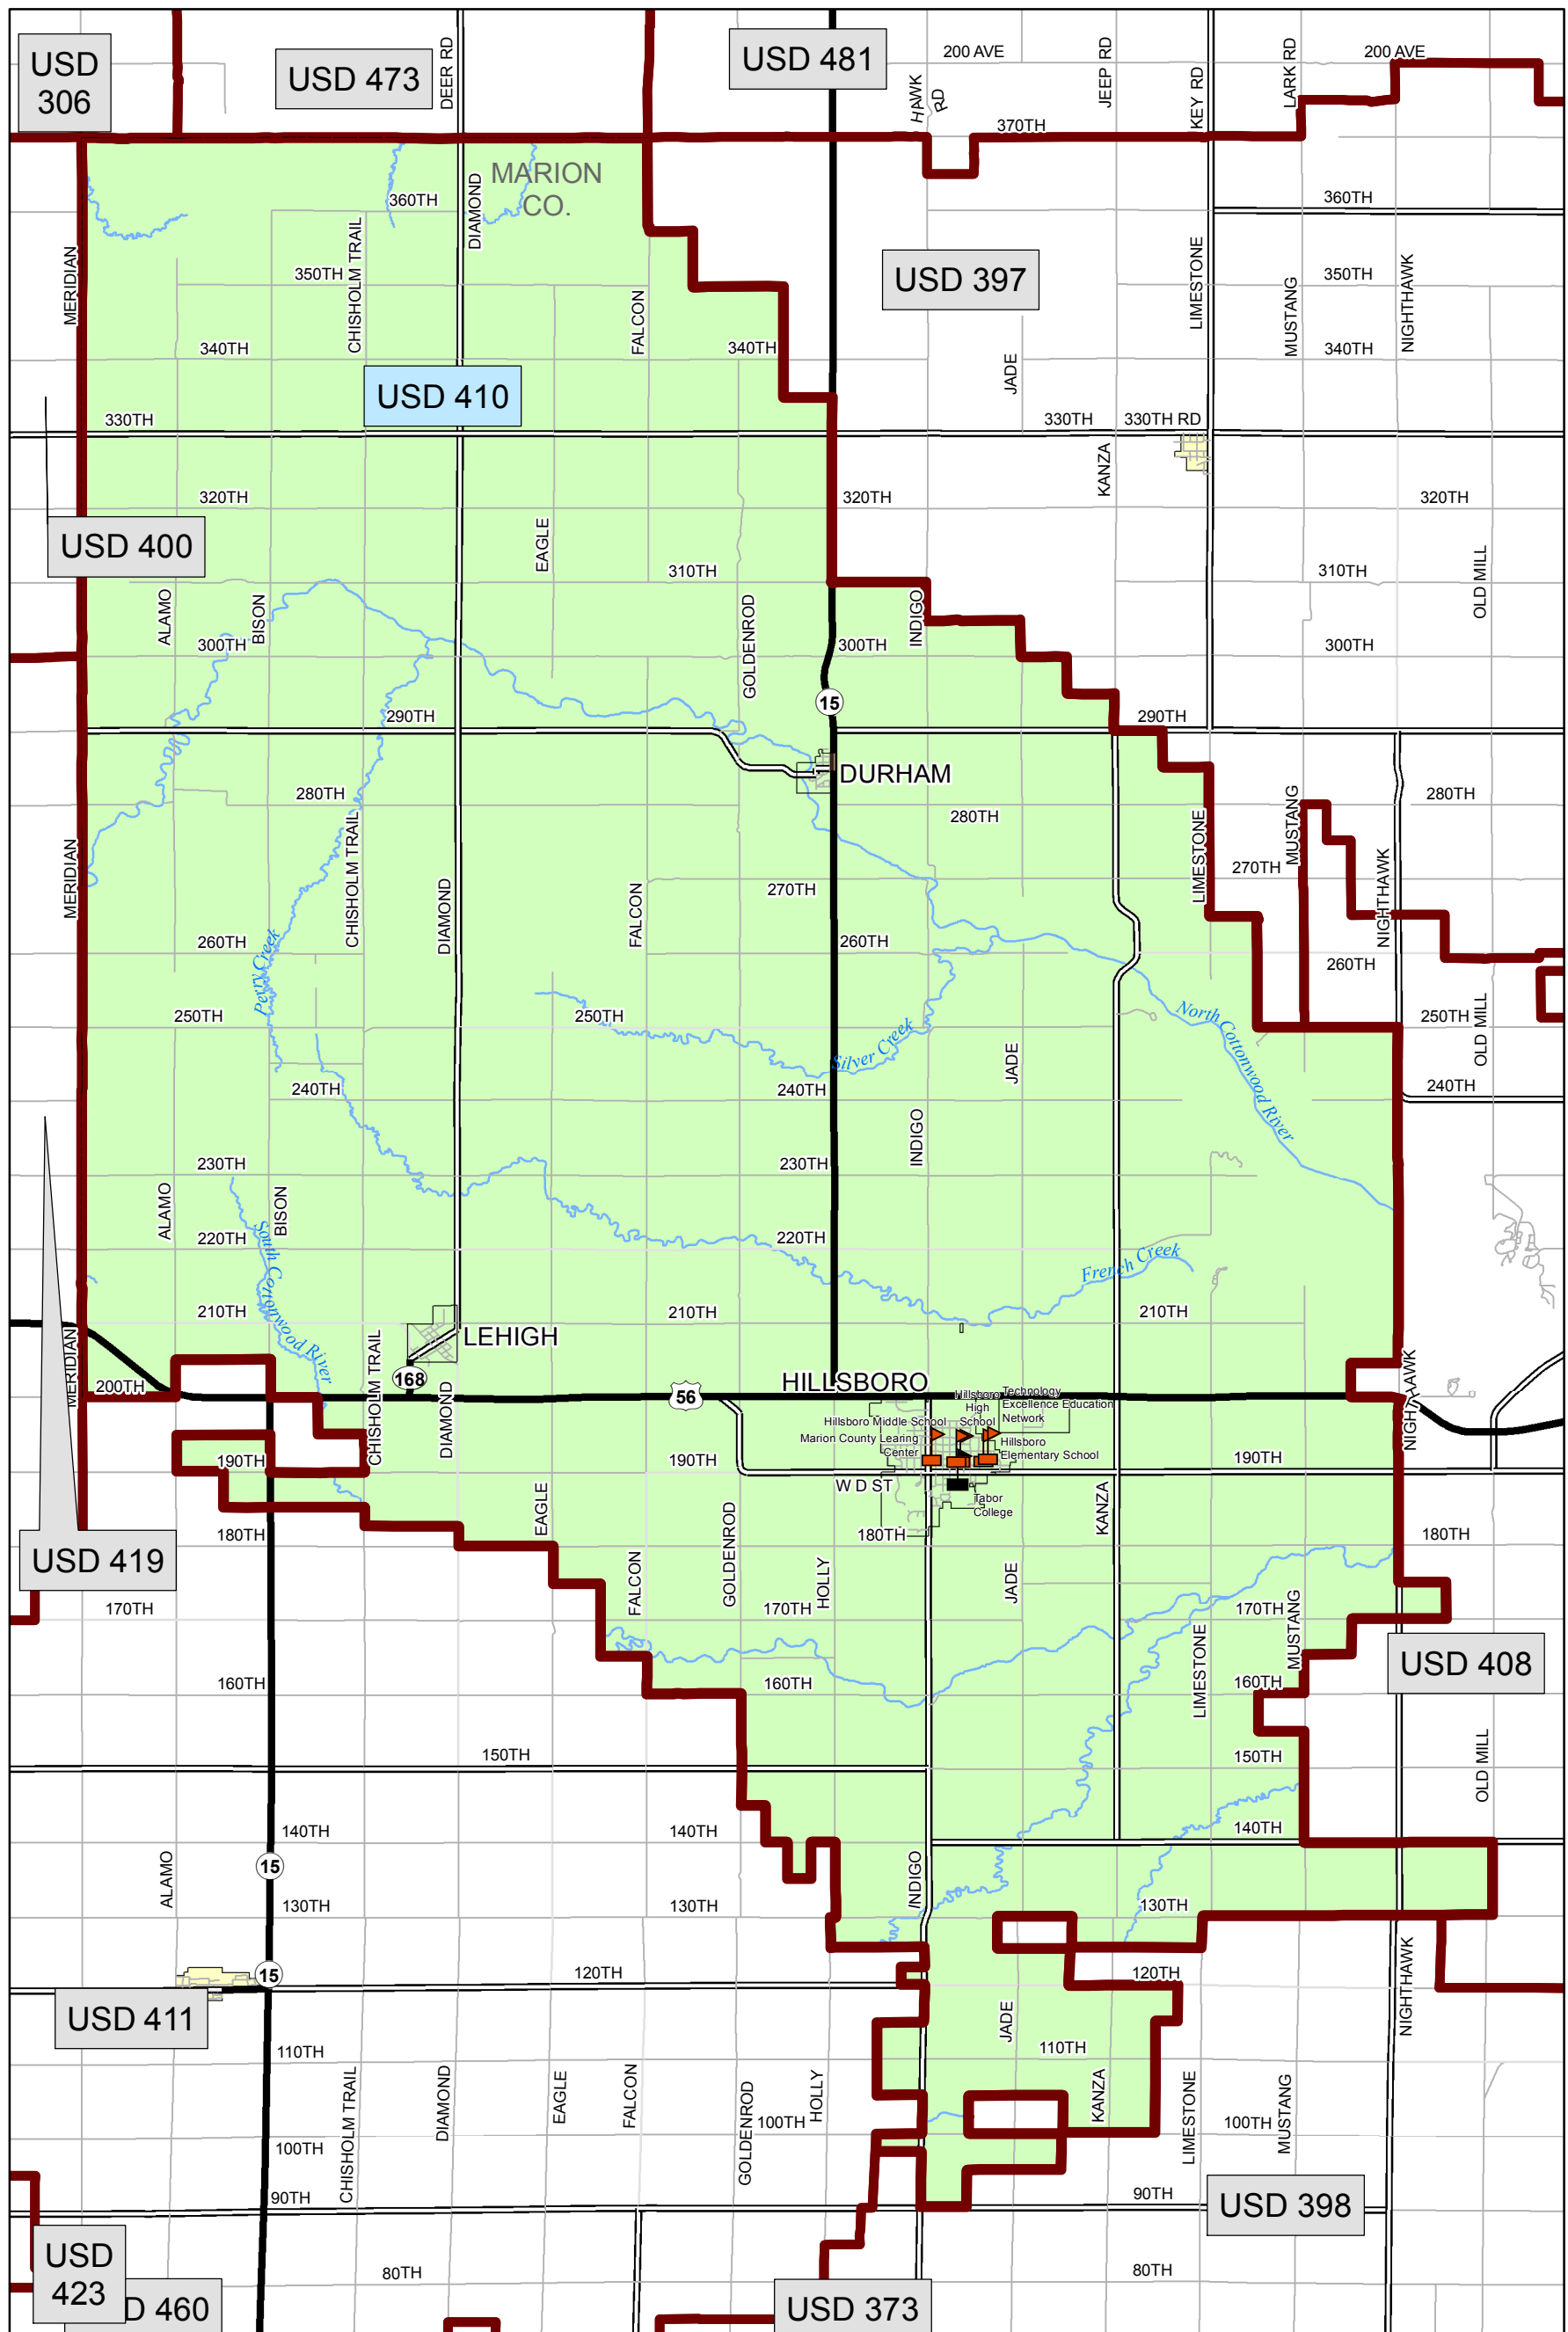 USD
306
USD 473
DEER RD
USD 481
200 AVE
HAWK
RD
JEEP RD
KEY RD
LARK RD
200 AVE
370TH
MARION
CO.
360TH
DIAMOND
360TH
MERIDIAN
CHISHOLM TRAIL
350TH
FALCON
USD 397
LIMESTONE
MUSTANG
350TH
NIGHTHAWK
340TH
340TH
JADE
340TH
USD 410
330TH
330TH
330TH RD
KANZA
320TH
320TH
320TH
USD 400
EAGLE
310TH
310TH
OLD MILL
ALAMO
BISON
GOLDENROD
INDIGO
300TH
300TH
300TH
15
290TH
290TH
DURHAM
280TH
280TH
280TH
MERIDIAN
CHISHOLM TRAIL
DIAMOND
FALCON
270TH
LIMESTONE
270TH
MUSTANG
NIGHTHAWK
260TH
260TH
260TH
Perry Creek
250TH
250TH
Silver Creek
North Cottonwood River
250TH
OLD MILL
JADE
240TH
240TH
240TH
INDIGO
230TH
230TH
ALAMO
BISON
220TH
220TH
South Cottonwood River
French Creek
210TH
210TH
210TH
MERIDIAN
CHISHOLM TRAIL
LEHIGH
168
200TH
DIAMOND
56
HILLSBORO
NIGHTHAWK
Hillsboro
High
School
Technology
Excellence Education
Network
Hillsboro Middle School
Marion County Learing
Center
Hillsboro
Elementary School
190TH
190TH
190TH
W D ST
Tabor
College
KANZA
EAGLE
GOLDENROD
180TH
180TH
180TH
USD 419
FALCON
HOLLY
JADE
170TH
170TH
170TH
MUSTANG
LIMESTONE
USD 408
160TH
160TH
160TH
150TH
150TH
OLD MILL
140TH
140TH
140TH
15
ALAMO
INDIGO
130TH
130TH
130TH
15
120TH
120TH
NIGHTHAWK
USD 411
JADE
110TH
110TH
CHISHOLM TRAIL
DIAMOND
EAGLE
FALCON
GOLDENROD
HOLLY
KANZA
LIMESTONE
MUSTANG
100TH
100TH
100TH
90TH
90TH
USD 398
USD
423
D 460
80TH
80TH
USD 373